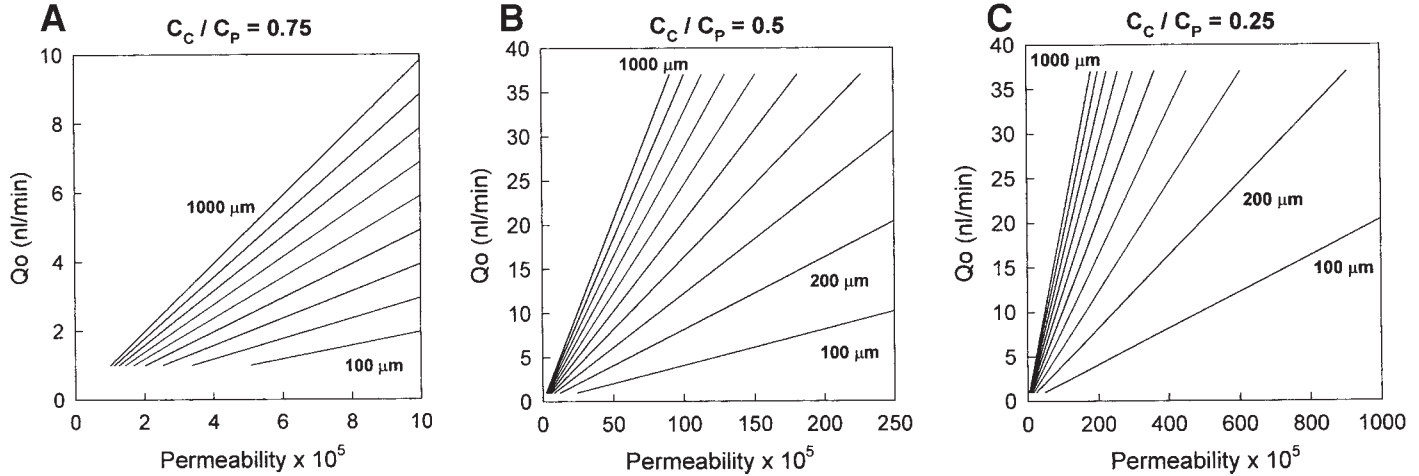 A
C_C / C_P = 0.75
10
8
6
4
2
0
Qo (nl/min)
1000 μm
100 μm
0 2 4 6 8 10
Permeability x 10^5
B
C_C / C_P = 0.5
40
35
30
25
20
15
10
5
0
Qo (nl/min)
1000 μm
200 μm
100 μm
0 50 100 150 200 250
Permeability x 10^5
C
C_C / C_P = 0.25
40
35
30
25
20
15
10
5
0
Qo (nl/min)
1000 μm
200 μm
100 μm
0 200 400 600 800 1000
Permeability x 10^5